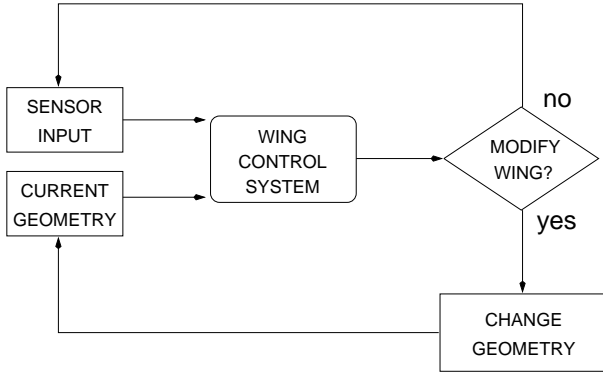 SENSOR
INPUT
CURRENT
GEOMETRY
WING
CONTROL
SYSTEM
MODIFY
WING?
no
yes
CHANGE
GEOMETRY